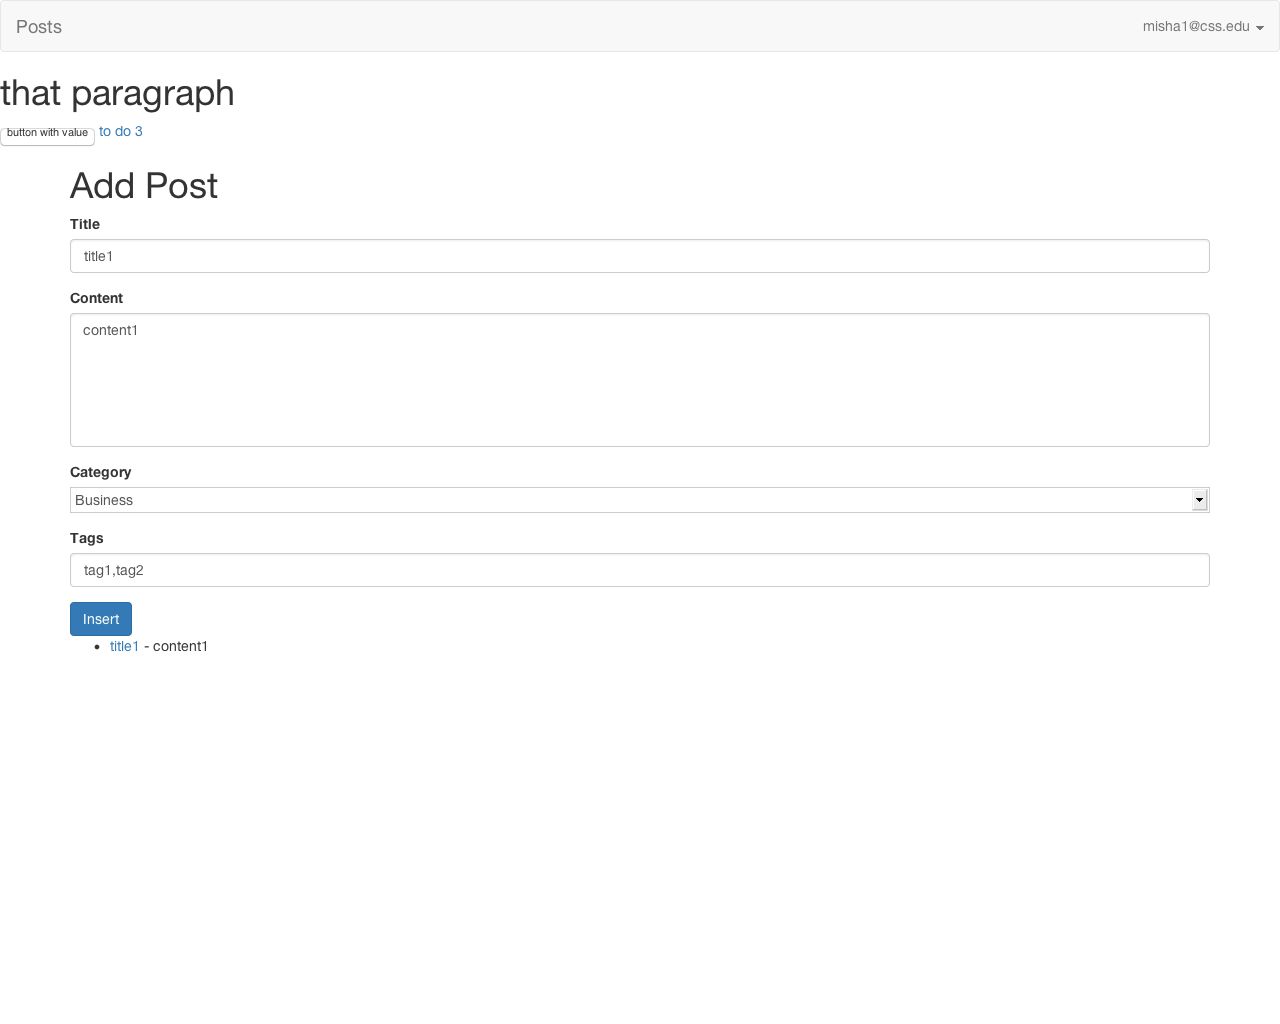 Posts misha1@css.edu
that paragraph
button with value to do 3
Add Post
Title
title1
Content
content1
Category
Business
Tags
tag1,tag2
Insert
• title1 - content1